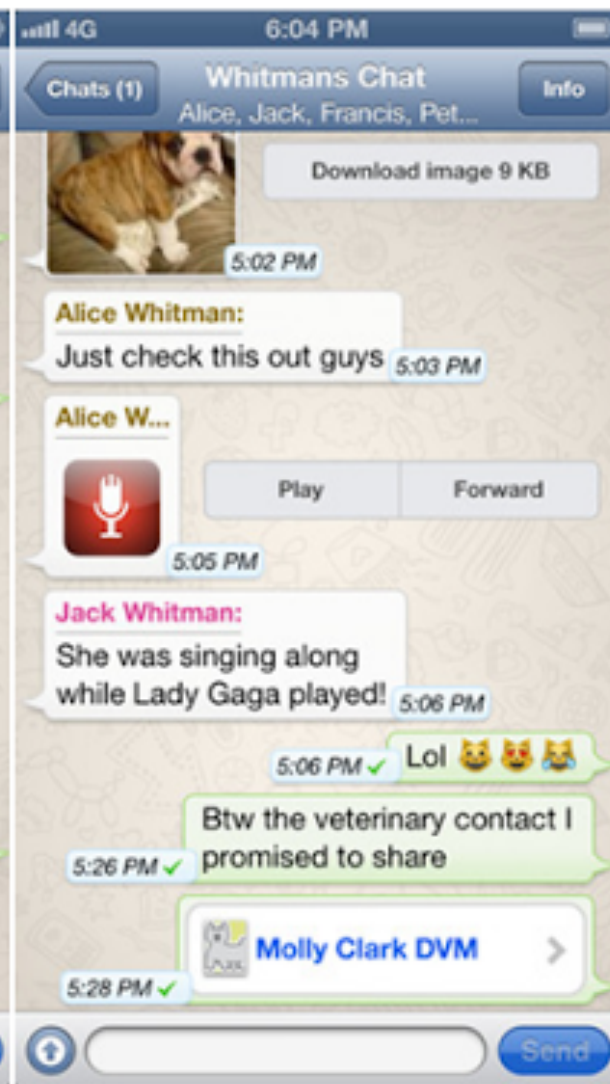 4G 6:04 PM
Chats (1) Whitmans Chat Info
Alice, Jack, Francis, Pet...
Download image 9 KB
5:02 PM
Alice Whitman:
Just check this out guys 5:03 PM
Alice W...
Play Forward
5:05 PM
Jack Whitman:
She was singing along
while Lady Gaga played! 5:06 PM
5:06 PM ✓ Lol 😺 😻 😹
Btw the veterinary contact I
5:26 PM ✓ promised to share
Molly Clark DVM
5:28 PM ✓
Send